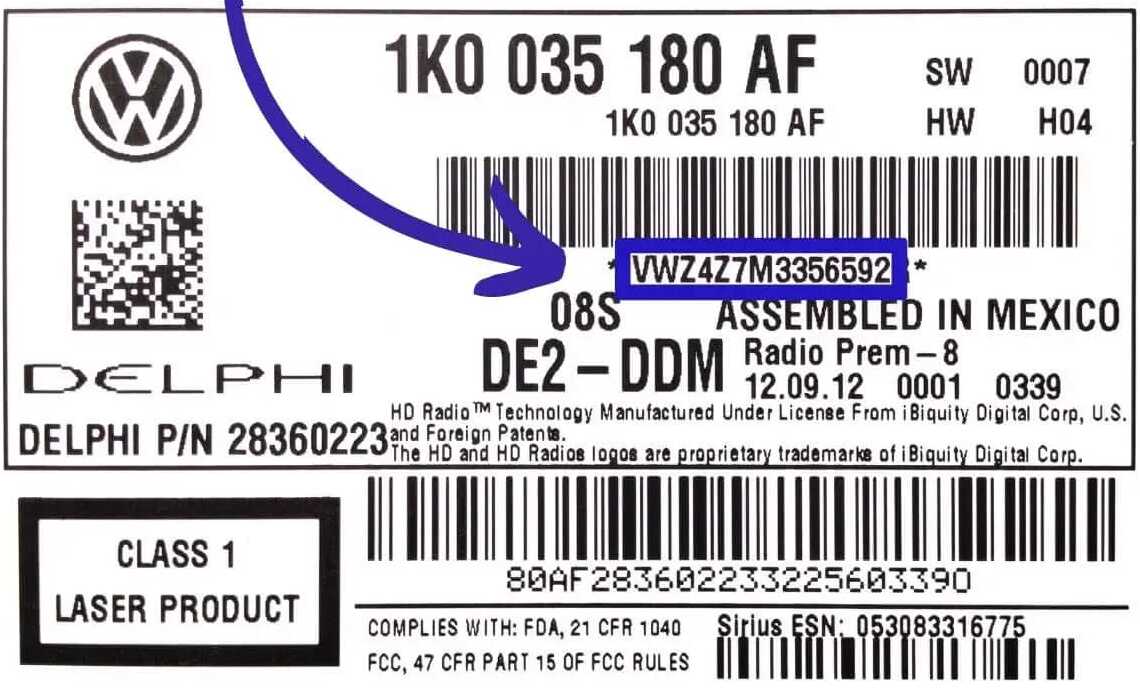 1K0 035 180 AF
SW 0007
1K0 035 180 AF
HW H04
* VWZ4Z7M3356592 *
08S ASSEMBLED IN MEXICO
DE2-DDM Radio Prem-8
12.09.12 0001 0339
DELPHI
DELPHI P/N 28360223
HD Radio™ Technology Manufactured Under License From iBiquity Digital Corp, U.S.
and Foreign Patents.
The HD and HD Radios logos are proprietary trademarks of iBiquity Digital Corp.
CLASS 1
LASER PRODUCT
80AF28360223322560339O
COMPLIES WITH: FDA, 21 CFR 1040
FCC, 47 CFR PART 15 OF FCC RULES
Sirius ESN: 053083316775